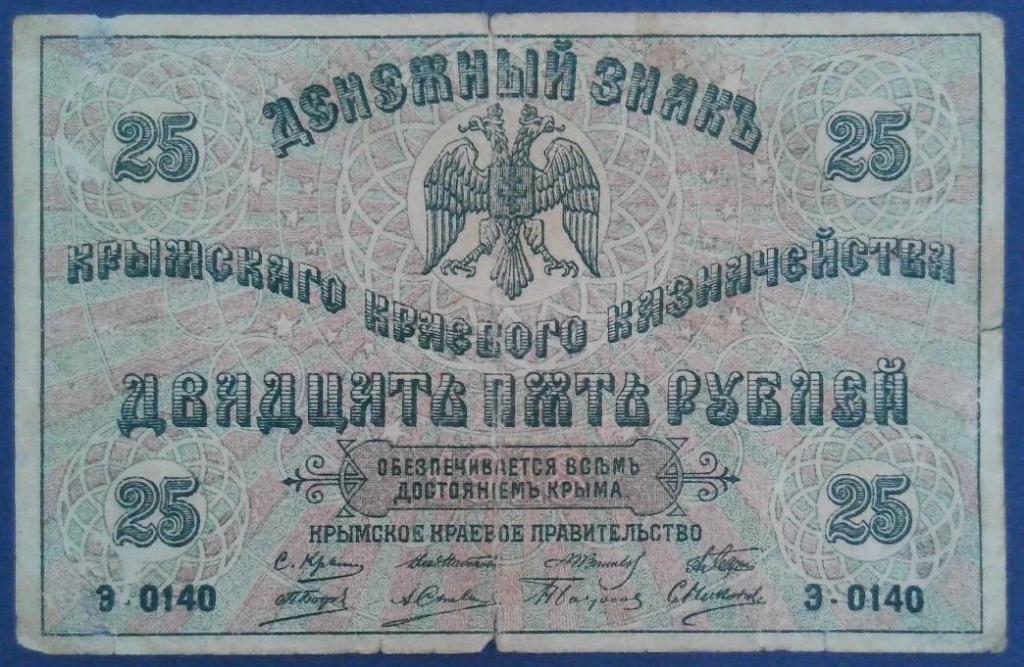 ДЕНЕЖНЫЙ ЗНАКЪ
25 25
КРЫМСКАГО КРАЕВОГО КАЗНАЧЕЙСТВА
ДВАДЦАТЬ ПЯТЬ РУБЛЕЙ
25 25
ОБЕЗПЕЧИВАЕТСЯ ВСѢМЪ
ДОСТОЯНІЕМЪ КРЫМА
КРЫМСКОЕ КРАЕВОЕ ПРАВИТЕЛЬСТВО
С. Крым
Э - 0140 Э - 0140